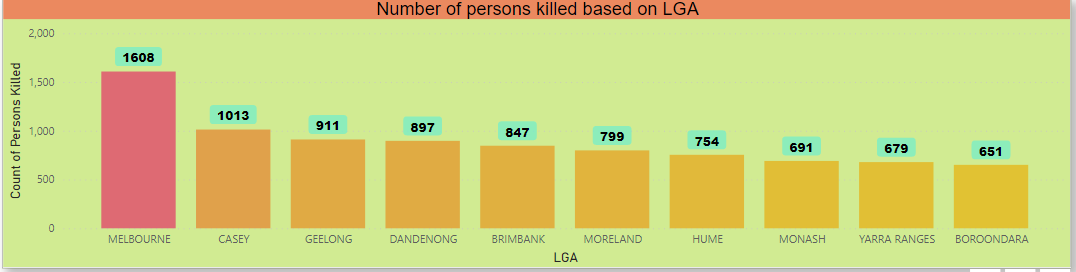 Number of persons killed based on LGA
Count of Persons Killed
2,000
1,500
1,000
500
0
1608
1013
911
897
847
799
754
691
679
651
MELBOURNE
CASEY
GEELONG
DANDENONG
BRIMBANK
MORELAND
HUME
MONASH
YARRA RANGES
BOROONDARA
LGA